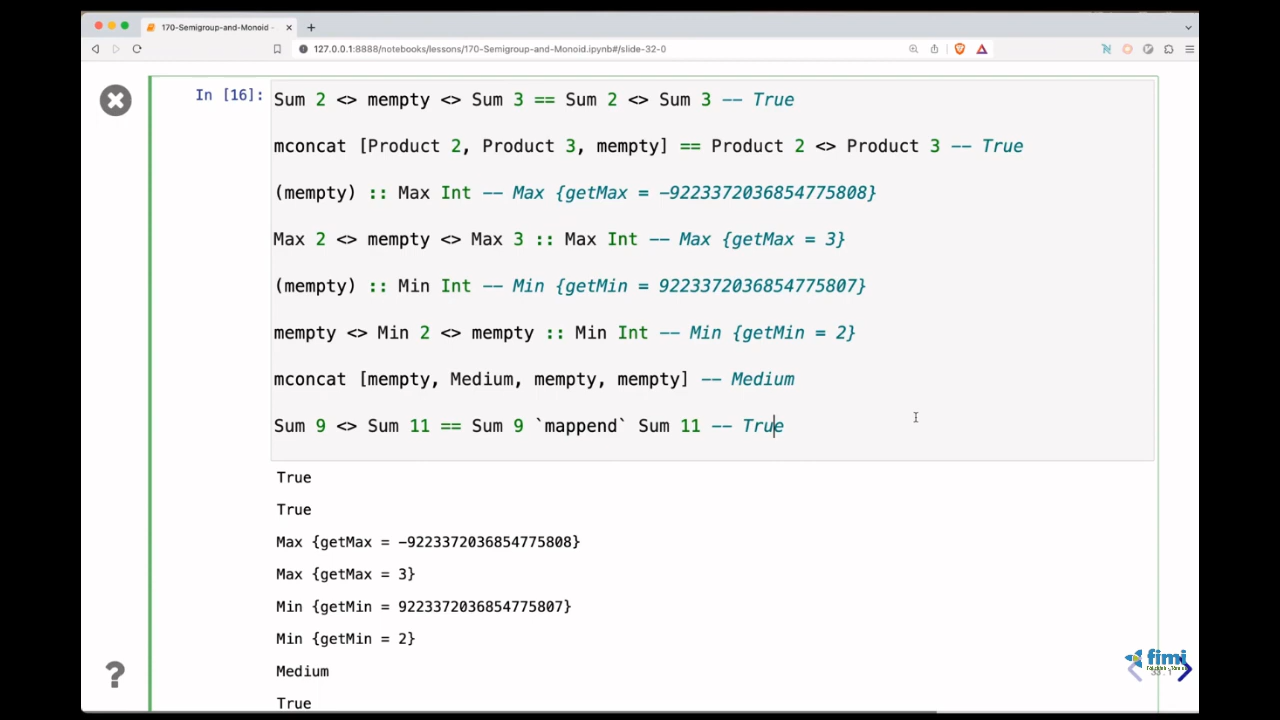 170-Semigroup-and-Monoid -
127.0.0.1:8888/notebooks/lessons/170-Semigroup-and-Monoid.ipynb#/slide-32-0
In [16]:
Sum 2 <> mempty <> Sum 3 == Sum 2 <> Sum 3 -- True
mconcat [Product 2, Product 3, mempty] == Product 2 <> Product 3 -- True
(mempty) :: Max Int -- Max {getMax = -9223372036854775808}
Max 2 <> mempty <> Max 3 :: Max Int -- Max {getMax = 3}
(mempty) :: Min Int -- Min {getMin = 9223372036854775807}
mempty <> Min 2 <> mempty :: Min Int -- Min {getMin = 2}
mconcat [mempty, Medium, mempty, mempty] -- Medium
Sum 9 <> Sum 11 == Sum 9 `mappend` Sum 11 -- True
True
True
Max {getMax = -9223372036854775808}
Max {getMax = 3}
Min {getMin = 9223372036854775807}
Min {getMin = 2}
Medium
True
?
fimi
33.1